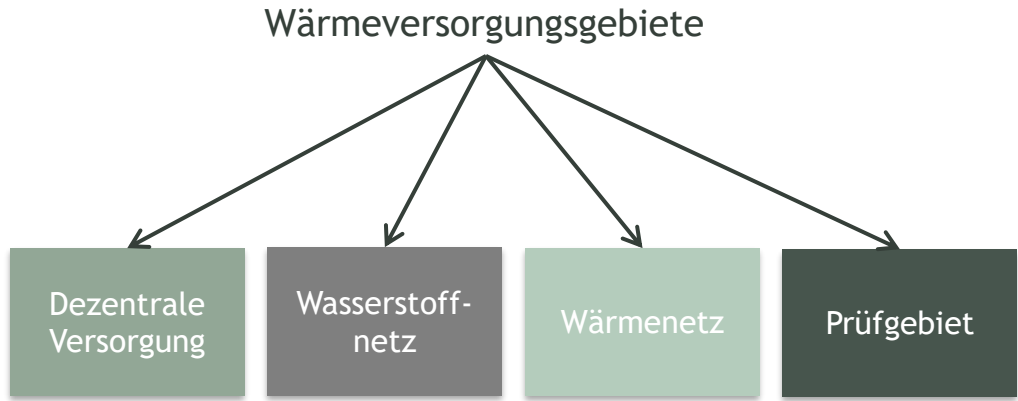 Wärmeversorgungsgebiete
Dezentrale
Versorgung
Wasserstoff-
netz
Wärmenetz
Prüfgebiet